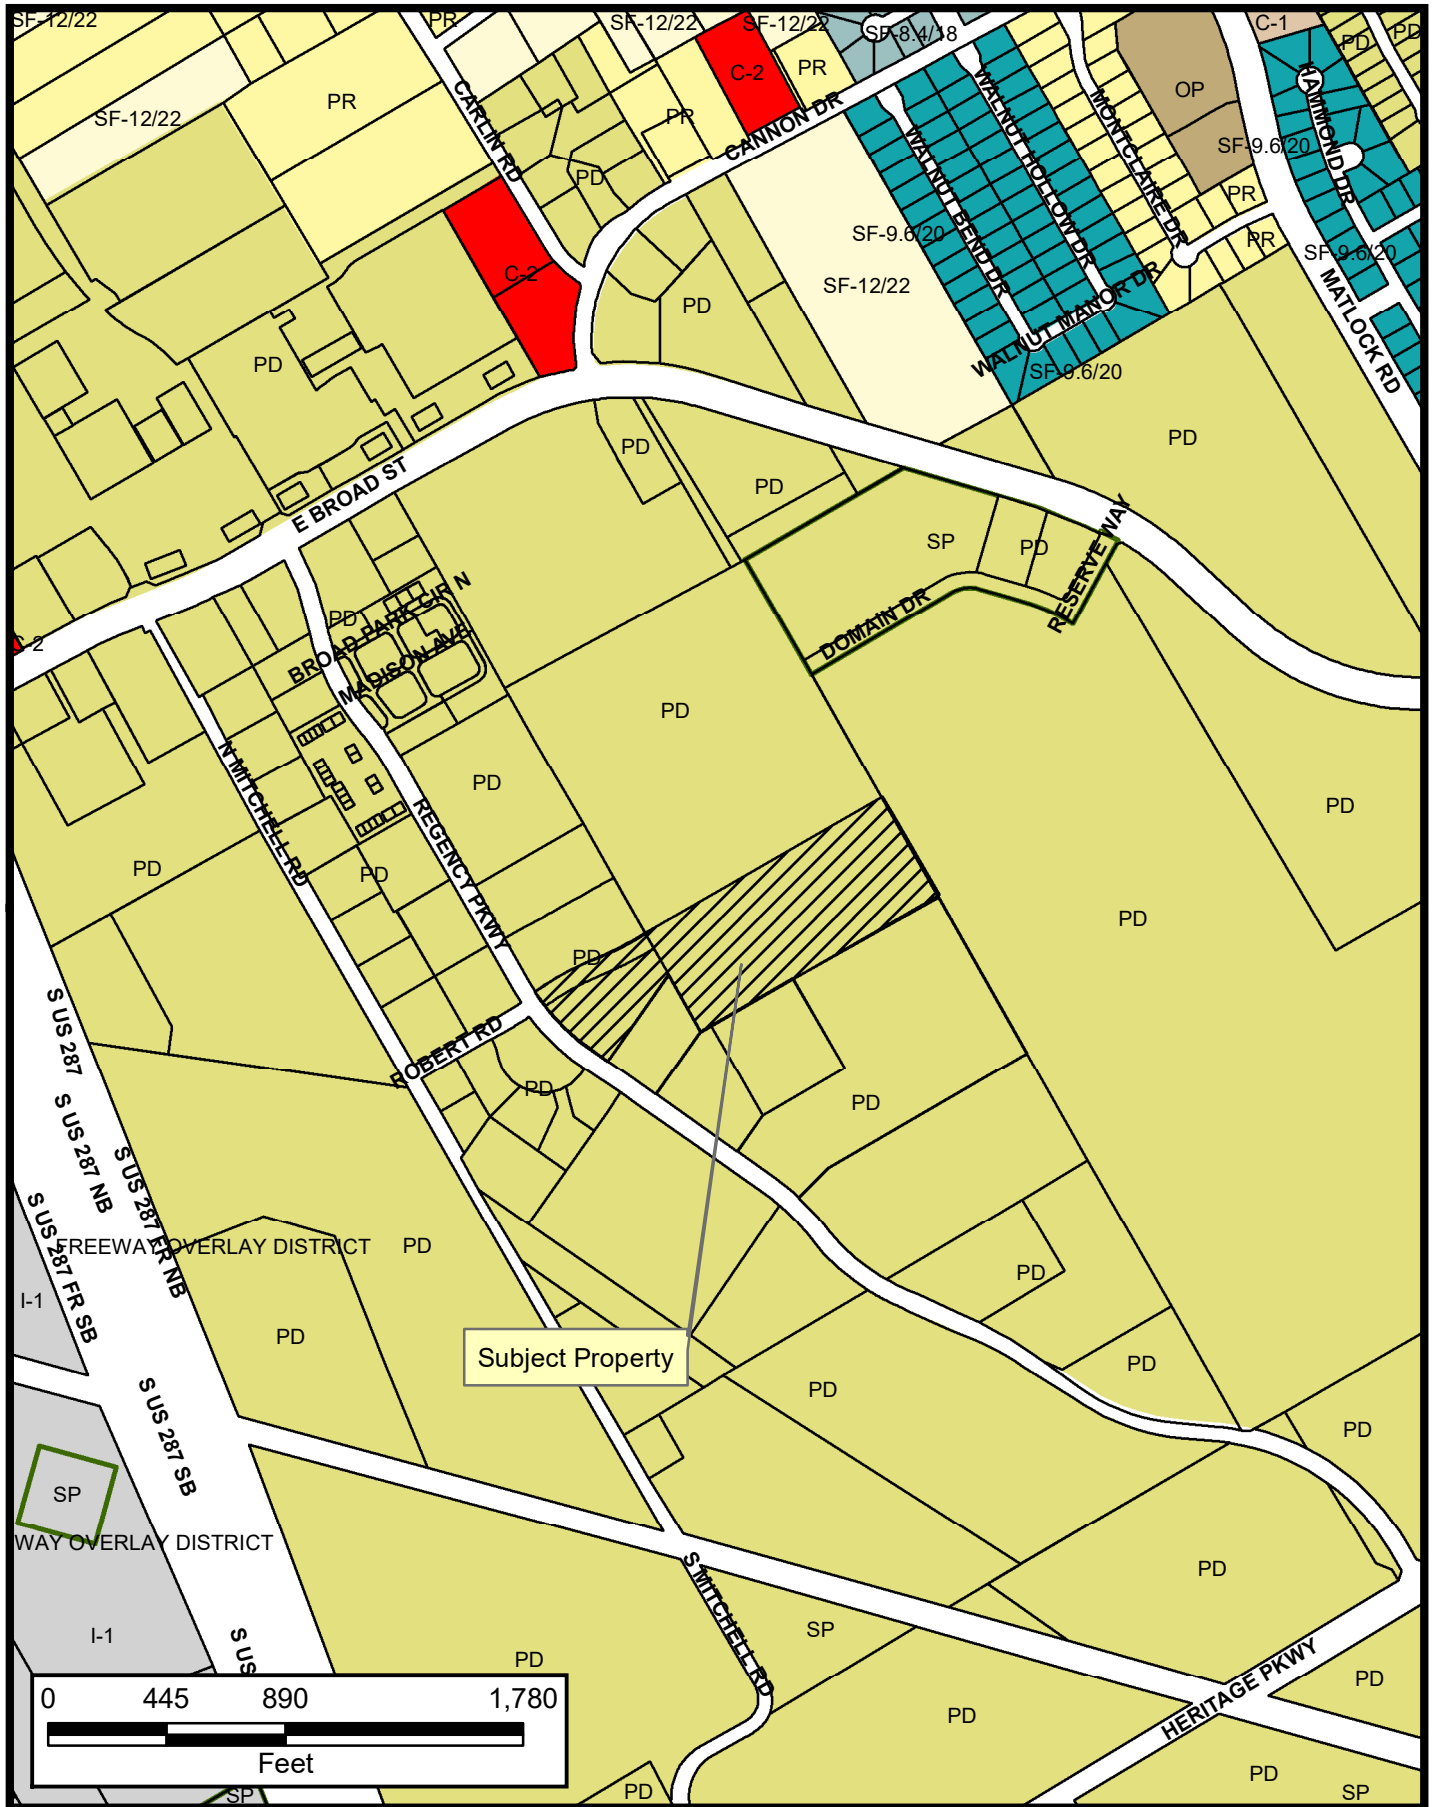 SF-12/22
PR
SF-12/22
SF-12/22
SF-8.4/18
C-1
PD
PD
C-2
PR
OP
PR
SF-12/22
PR
CARLIN RD
CANNON DR
WALNUT HOLLOW DR
MONTCLAIRE DR
HAMMOND DR
SF-9.6/20
PD
WALNUT BEND DR
PR
SF-9.6/20
PR
SF-9.6/20
C-2
SF-12/22
PD
WALNUT MANOR DR
MATLOCK RD
PD
SF-9.6/20
PD
PD
PD
E BROAD ST
SP
PD
RESERVE WAY
DOMAIN DR
PD
BROAD PARK CIR N
MADISON AVE
C-2
PD
N MITCHELL RD
PD
PD
REGENCY PKWY
PD
PD
PD
PD
S US 287
ROBERT RD
PD
PD
S US 287 NB
S US 287 FR NB
S US 287 FR SB
FREEWAY OVERLAY DISTRICT
PD
PD
I-1
PD
Subject Property
PD
PD
S US 287 SB
PD
SP
WAY OVERLAY DISTRICT
S MITCHELL RD
PD
SP
I-1
S US
PD
HERITAGE PKWY
PD
PD
0 445 890 1,780
Feet
PD
PD
SP
SP